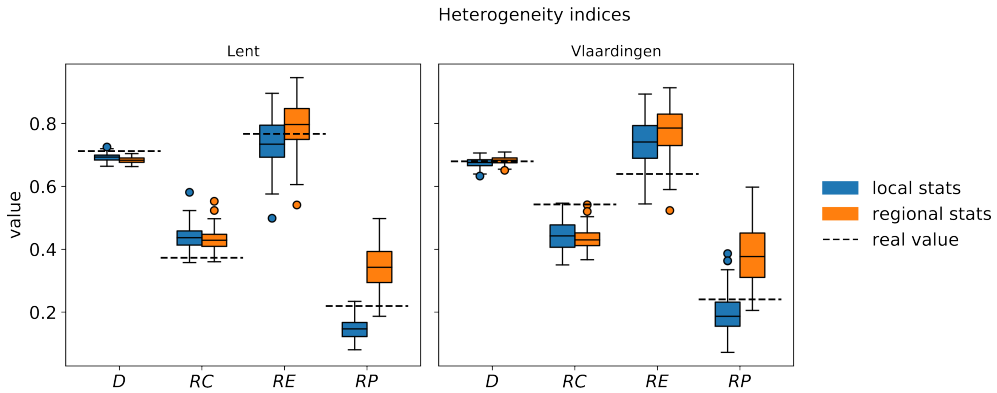 Heterogeneity indices
Lent
Vlaardingen
value
0.8
0.6
0.4
0.2
D RC RE RP
D RC RE RP
local stats
regional stats
real value